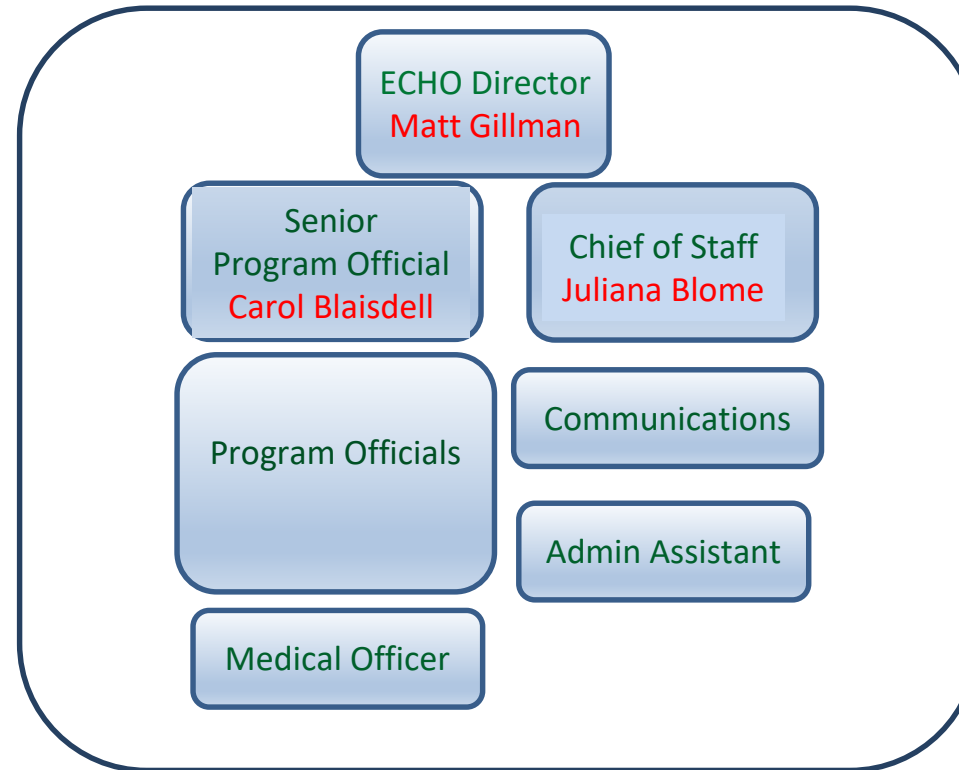 ECHO Director
Matt Gillman
Senior
Program Official
Carol Blaisdell
Chief of Staff
Juliana Blome
Program Officials
Communications
Admin Assistant
Medical Officer